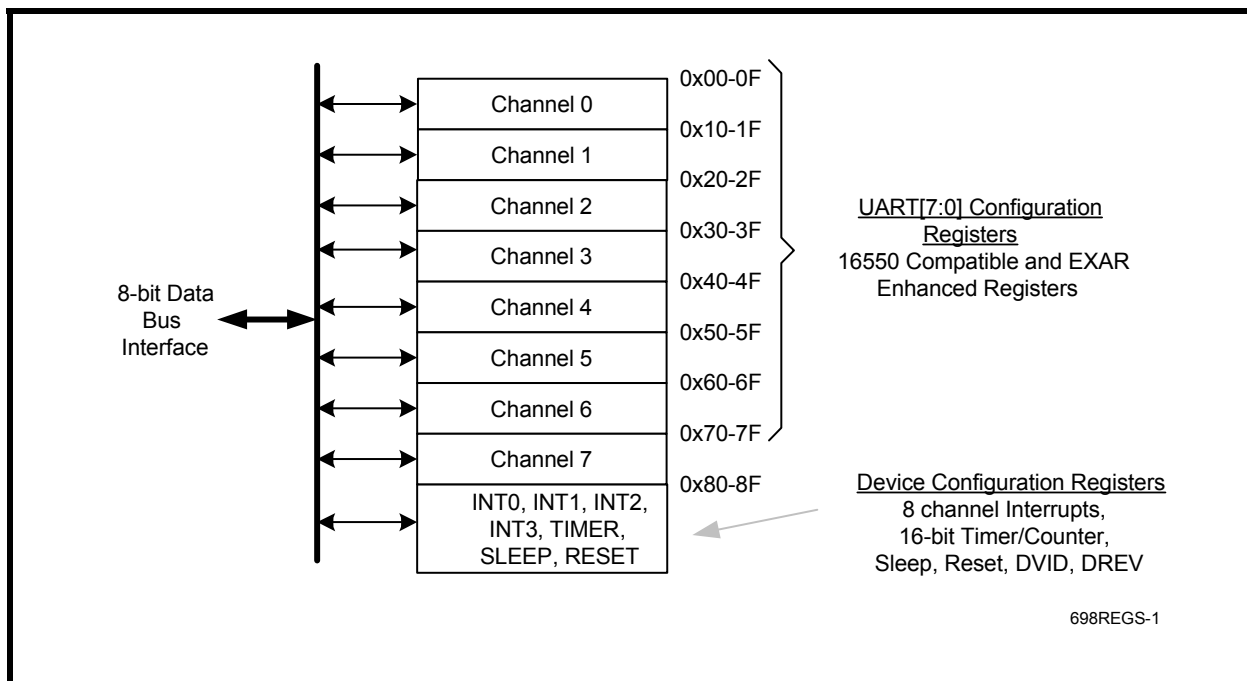 0x00-0F
Channel 0
0x10-1F
Channel 1
0x20-2F
Channel 2
0x30-3F
Channel 3
0x40-4F
Channel 4
0x50-5F
Channel 5
0x60-6F
Channel 6
0x70-7F
Channel 7
0x80-8F
INT0, INT1, INT2,
INT3, TIMER,
SLEEP, RESET
8-bit Data
Bus
Interface
UART[7:0] Configuration
Registers
16550 Compatible and EXAR
Enhanced Registers
Device Configuration Registers
8 channel Interrupts,
16-bit Timer/Counter,
Sleep, Reset, DVID, DREV
698REGS-1